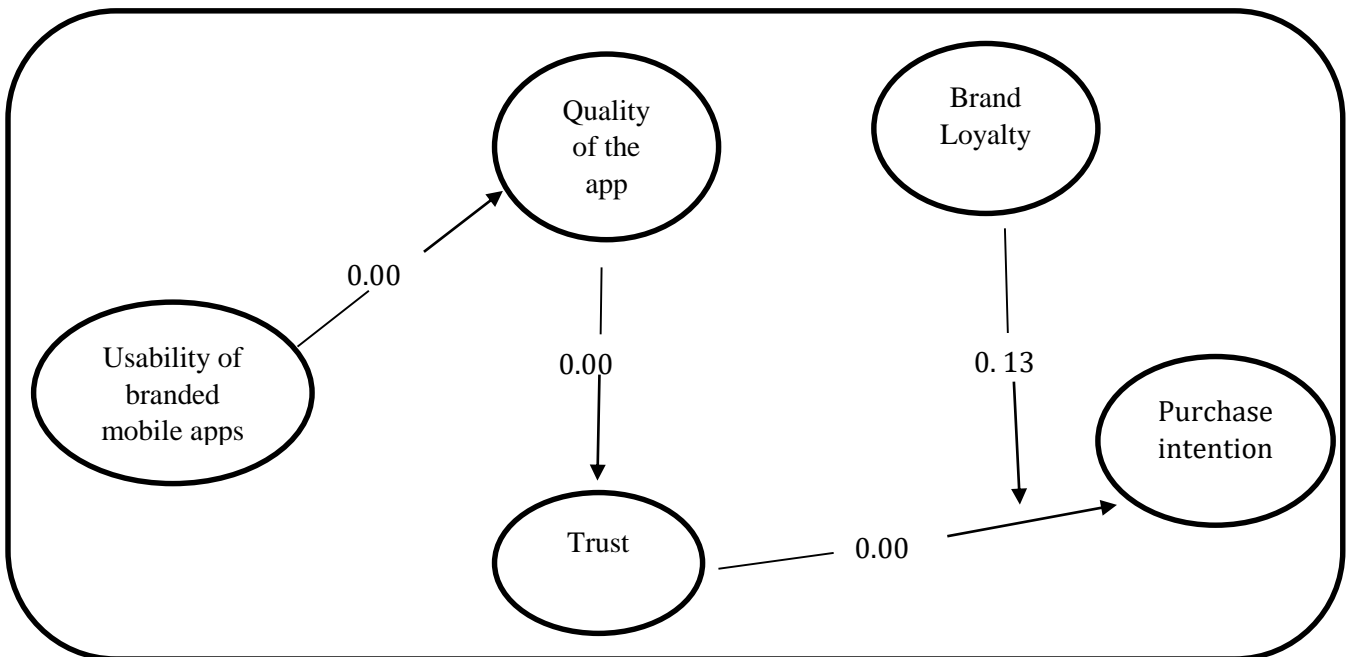 Quality
of the
app
Brand
Loyalty
0.00
Usability of
branded
mobile apps
0.00
0. 13
Purchase
intention
Trust
0.00